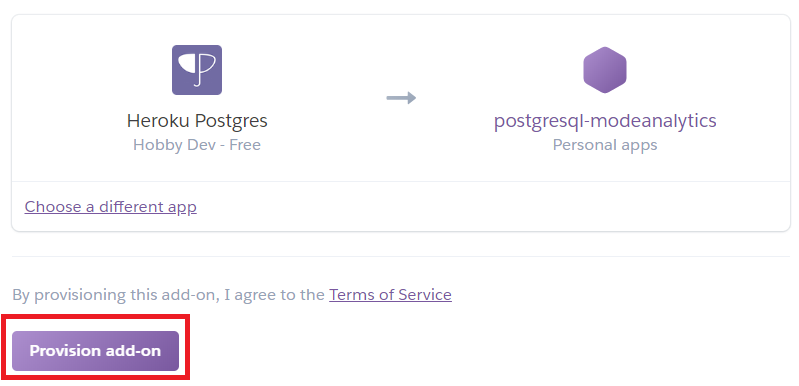 Heroku Postgres
Hobby Dev - Free
postgresql-modeanalytics
Personal apps
Choose a different app
By provisioning this add-on, I agree to the Terms of Service
Provision add-on